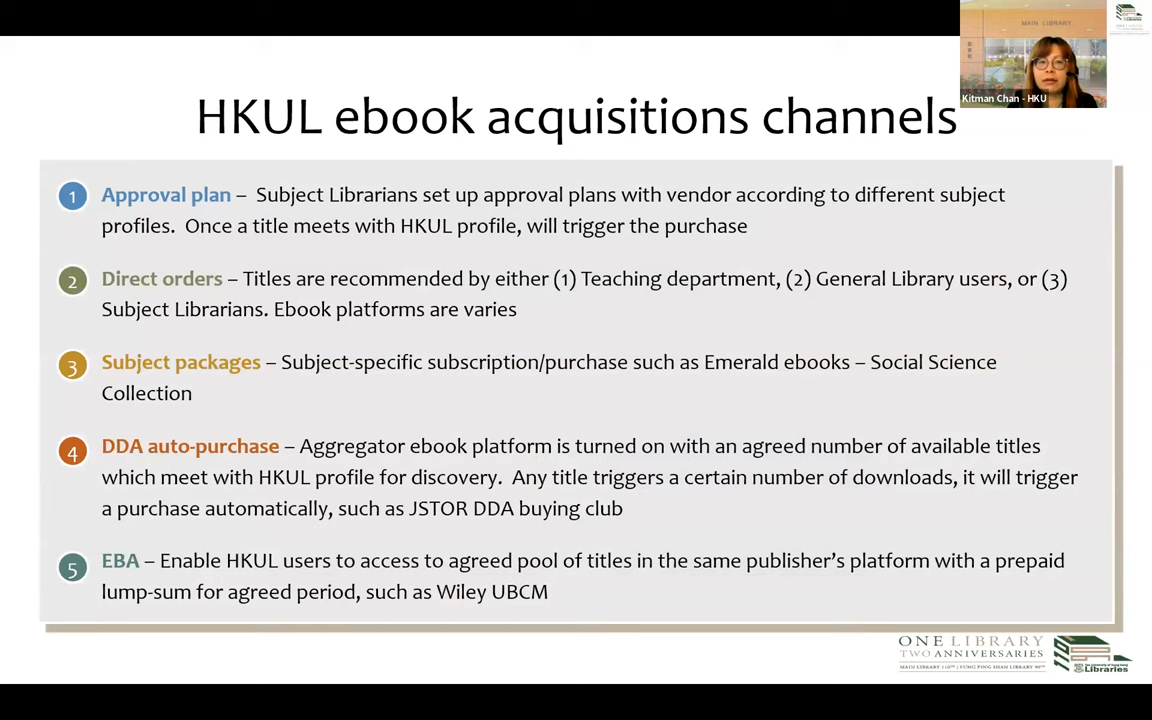 MAIN LIBRARY
Kitman Chan - HKU
HKUL ebook acquisitions channels
1 Approval plan – Subject Librarians set up approval plans with vendor according to different subject
profiles. Once a title meets with HKUL profile, will trigger the purchase
2 Direct orders – Titles are recommended by either (1) Teaching department, (2) General Library users, or (3)
Subject Librarians. Ebook platforms are varies
3 Subject packages – Subject-specific subscription/purchase such as Emerald ebooks – Social Science
Collection
4 DDA auto-purchase – Aggregator ebook platform is turned on with an agreed number of available titles
which meet with HKUL profile for discovery. Any title triggers a certain number of downloads, it will trigger
a purchase automatically, such as JSTOR DDA buying club
5 EBA – Enable HKUL users to access to agreed pool of titles in the same publisher’s platform with a prepaid
lump-sum for agreed period, such as Wiley UBCM
ONE LIBRARY
TWO ANNIVERSARIES
Libraries